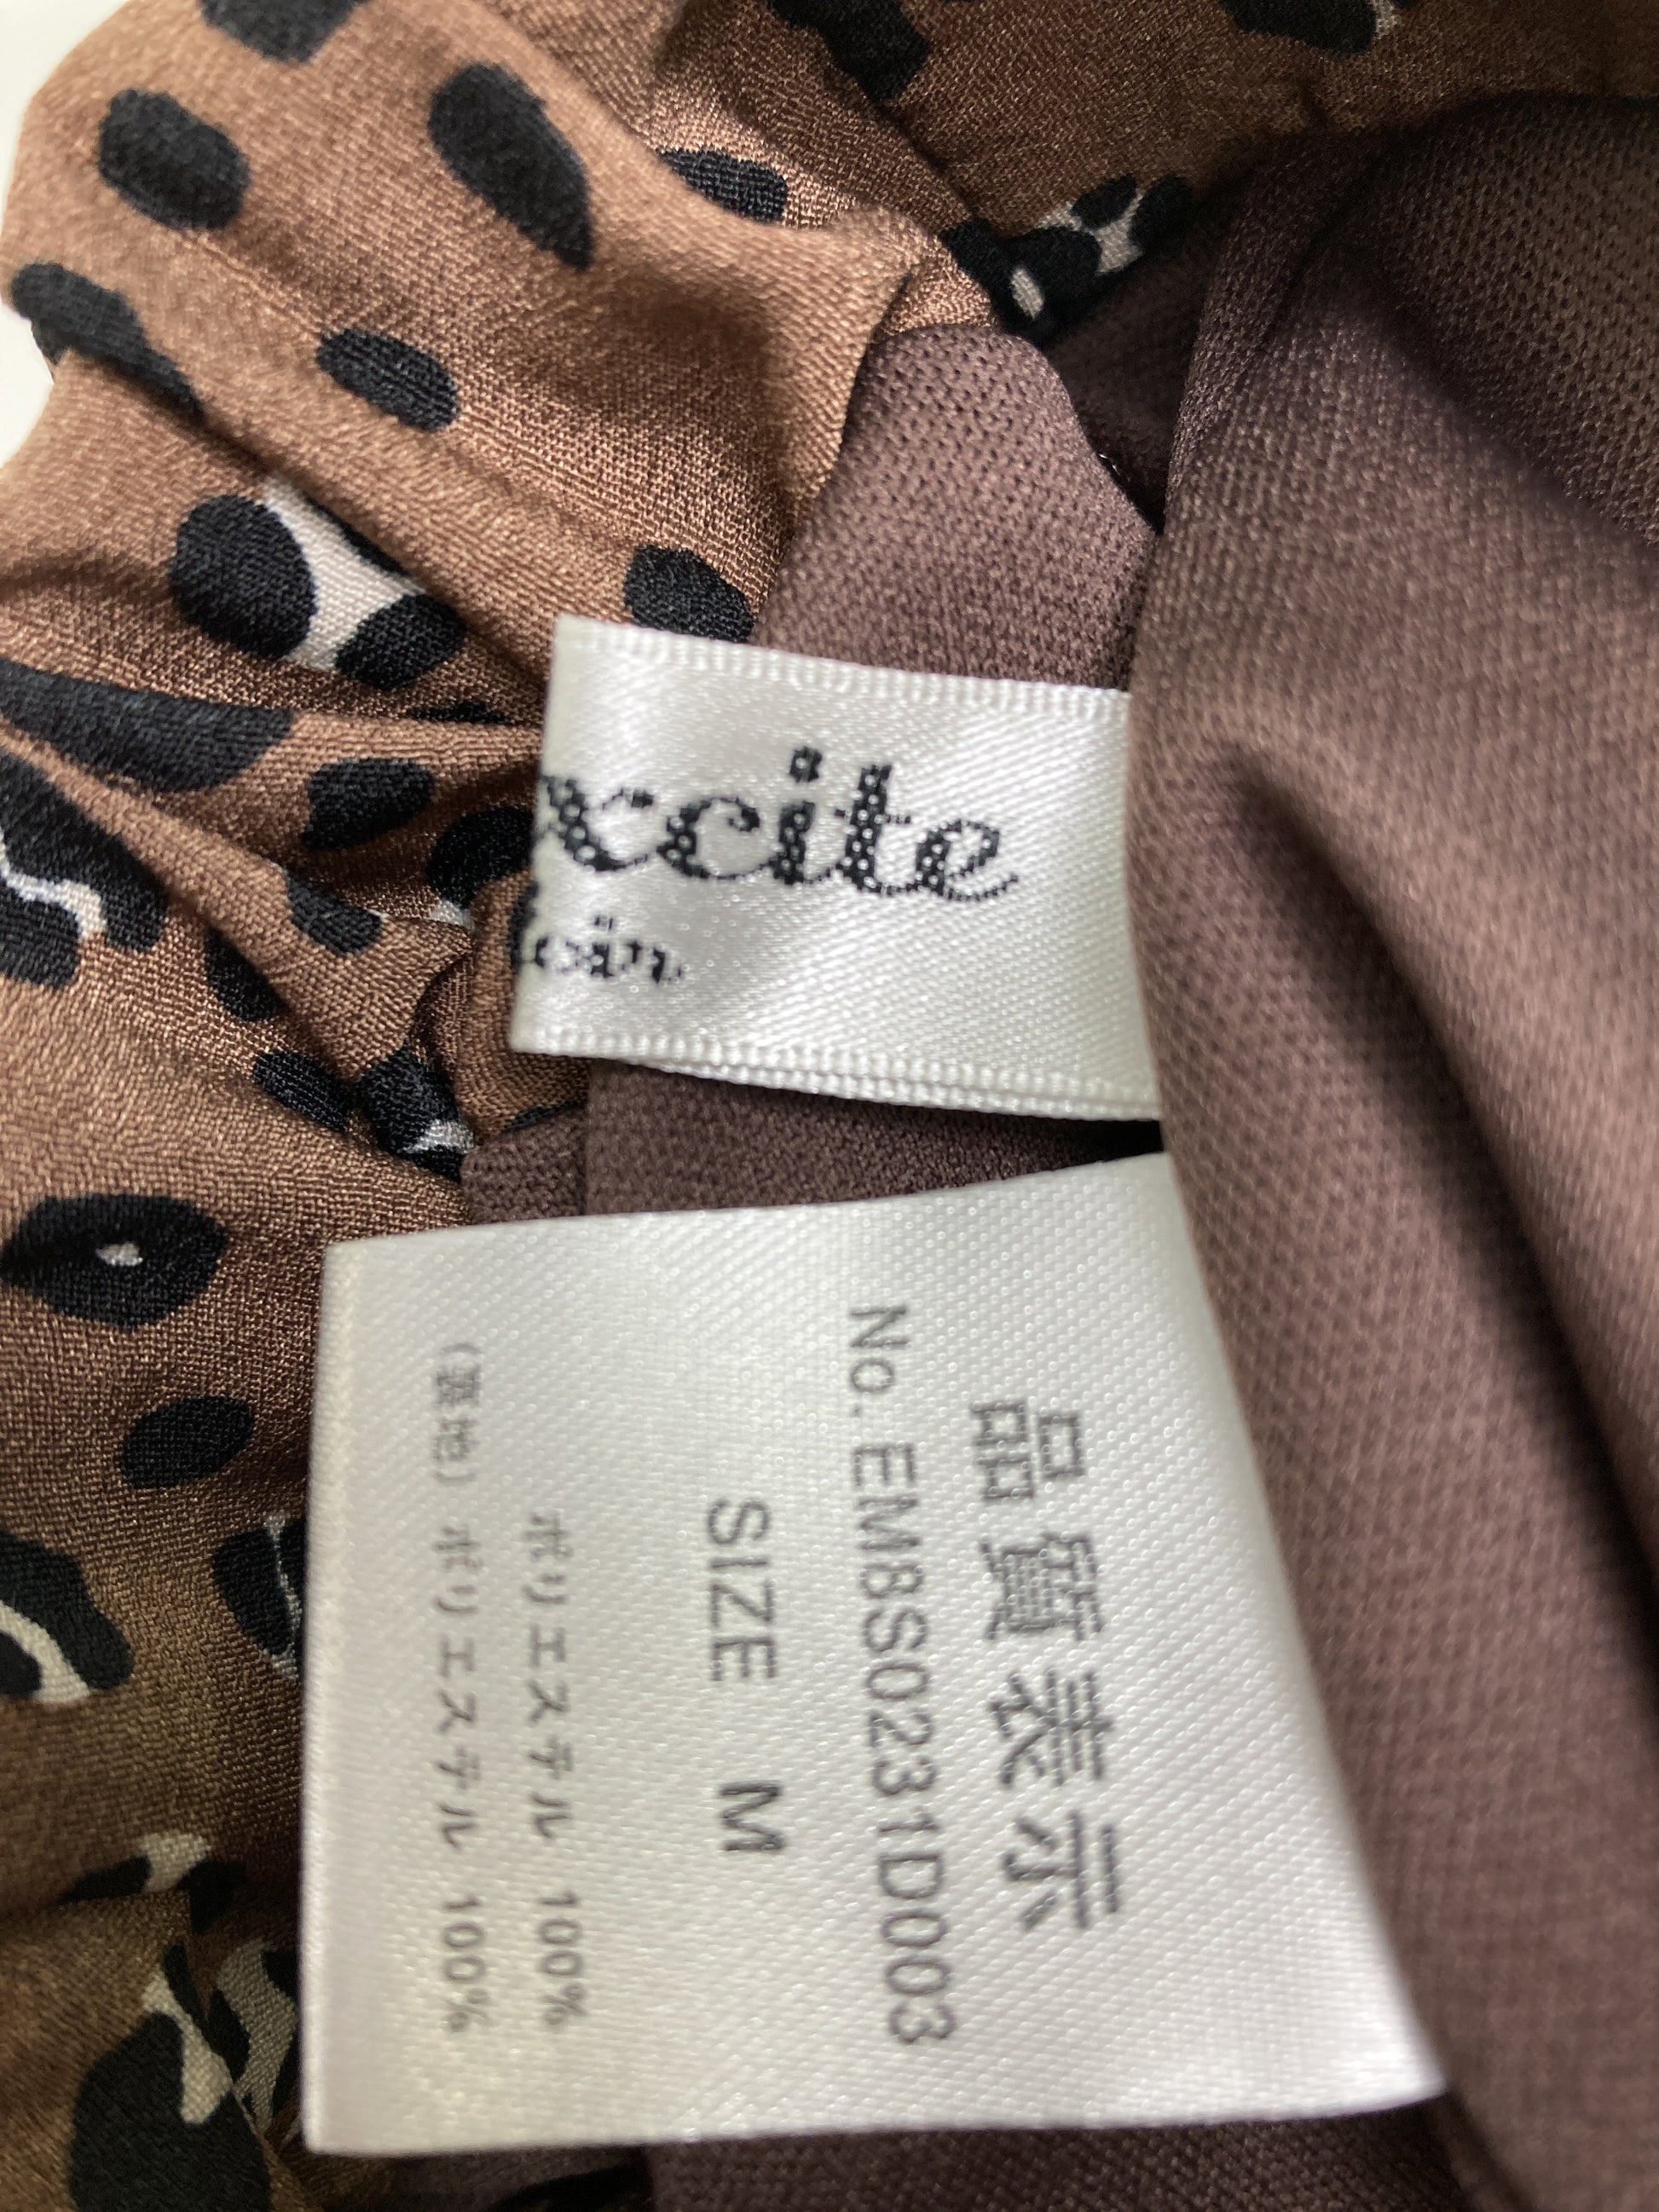 xcite
品質表示
No. EM8S0231D003
SIZE M
ポリエステル 100%
(裏地) ポリエステル 100%